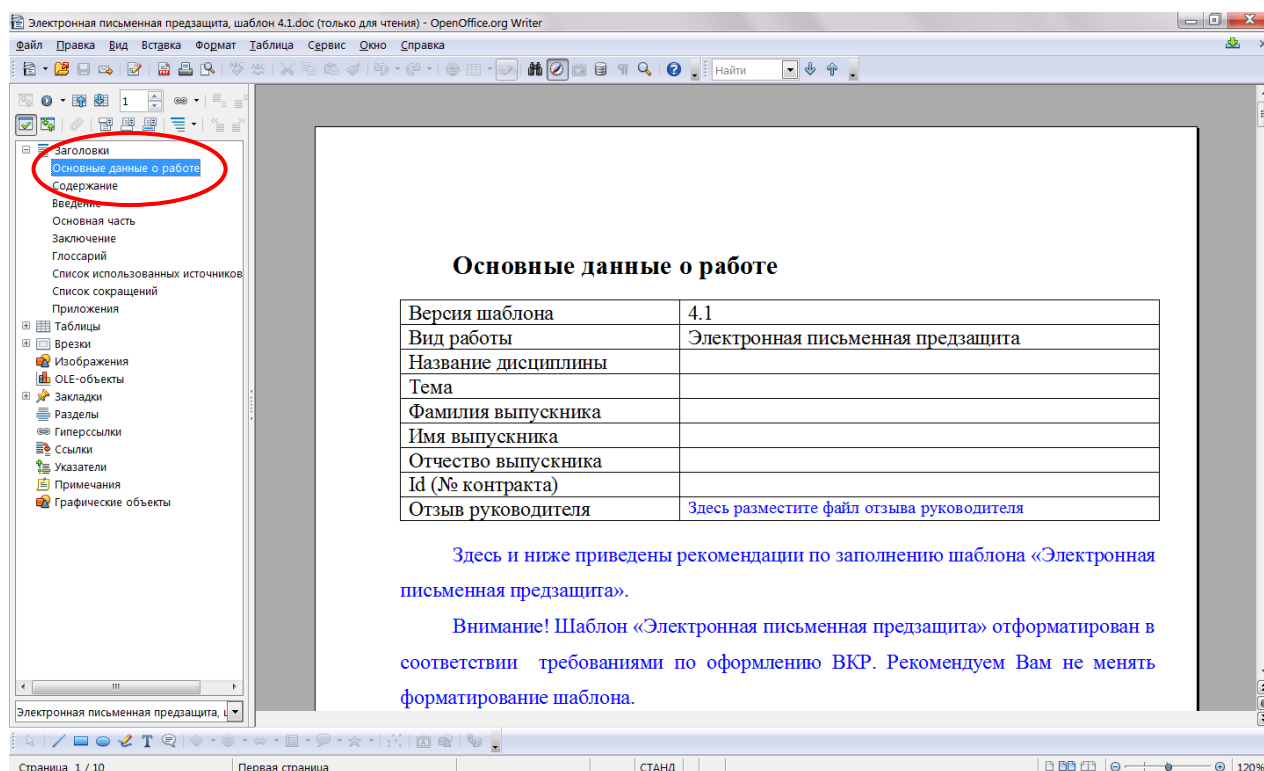 Электронная письменная предзащита, шаблон 4.1.doc (только для чтения) - OpenOffice.org Writer
Файл Правка Вид Вставка Формат Таблица Сервис Окно Справка
Найти
1
Заголовки
Основные данные о работе
Содержание
Введение
Основная часть
Заключение
Глоссарий
Список использованных источников
Список сокращений
Приложения
Таблицы
Врезки
Изображения
OLE-объекты
Закладки
Разделы
Гиперссылки
Ссылки
Указатели
Примечания
Графические объекты
Электронная письменная предзащита,
Основные данные о работе
Версия шаблона 4.1
Вид работы Электронная письменная предзащита
Название дисциплины
Тема
Фамилия выпускника
Имя выпускника
Отчество выпускника
Id (№ контракта)
Отзыв руководителя Здесь разместите файл отзыва руководителя
Здесь и ниже приведены рекомендации по заполнению шаблона «Электронная
письменная предзащита».
Внимание! Шаблон «Электронная письменная предзащита» отформатирован в
соответствии требованиями по оформлению ВКР. Рекомендуем Вам не менять
форматирование шаблона.
Страница 1 / 10 Первая страница СТАНД 120%